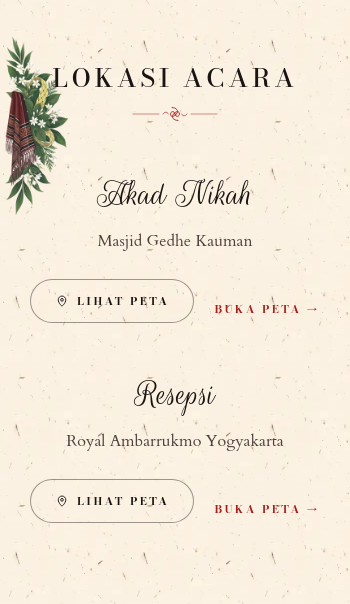 LOKASI ACARA
Akad Nikah
Masjid Gedhe Kauman
LIHAT PETA
BUKA PETA →
Resepsi
Royal Ambarrukmo Yogyakarta
LIHAT PETA
BUKA PETA →